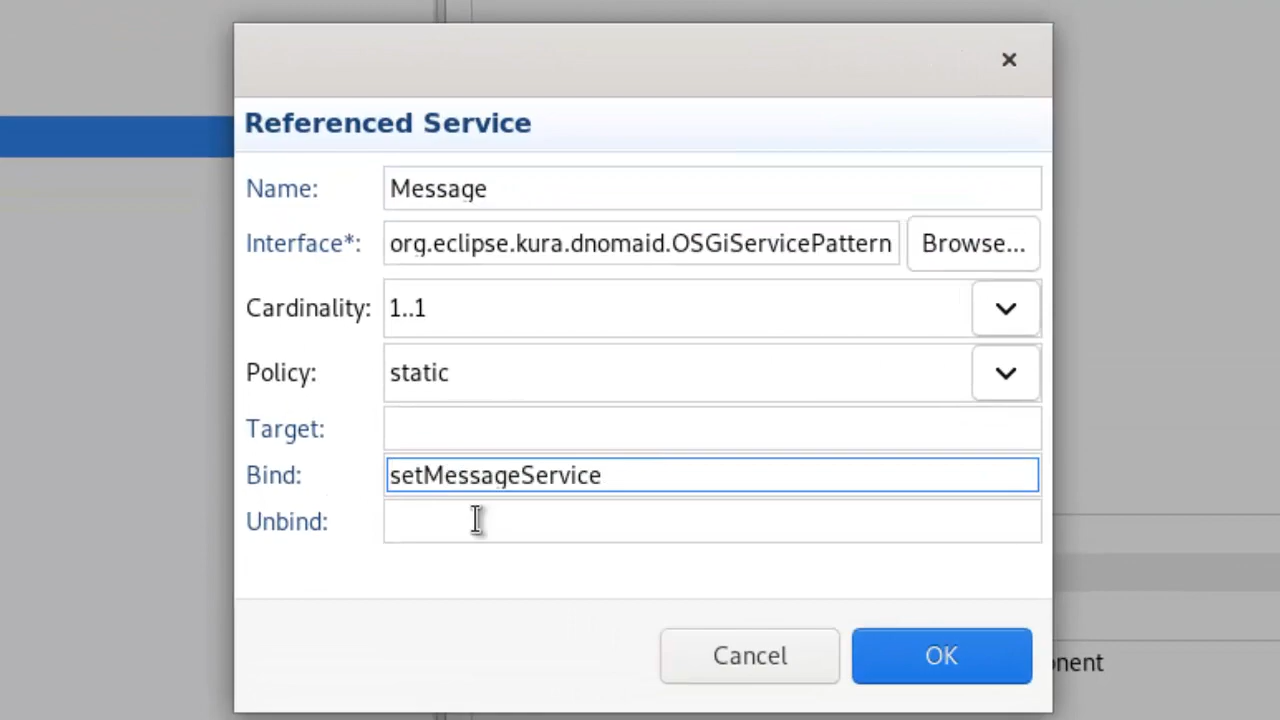 Referenced Service
Name: Message
Interface*: org.eclipse.kura.dnomaid.OSGiServicePattern Browse...
Cardinality: 1..1
Policy: static
Target:
Bind: setMessageService
Unbind:
Cancel OK
onent